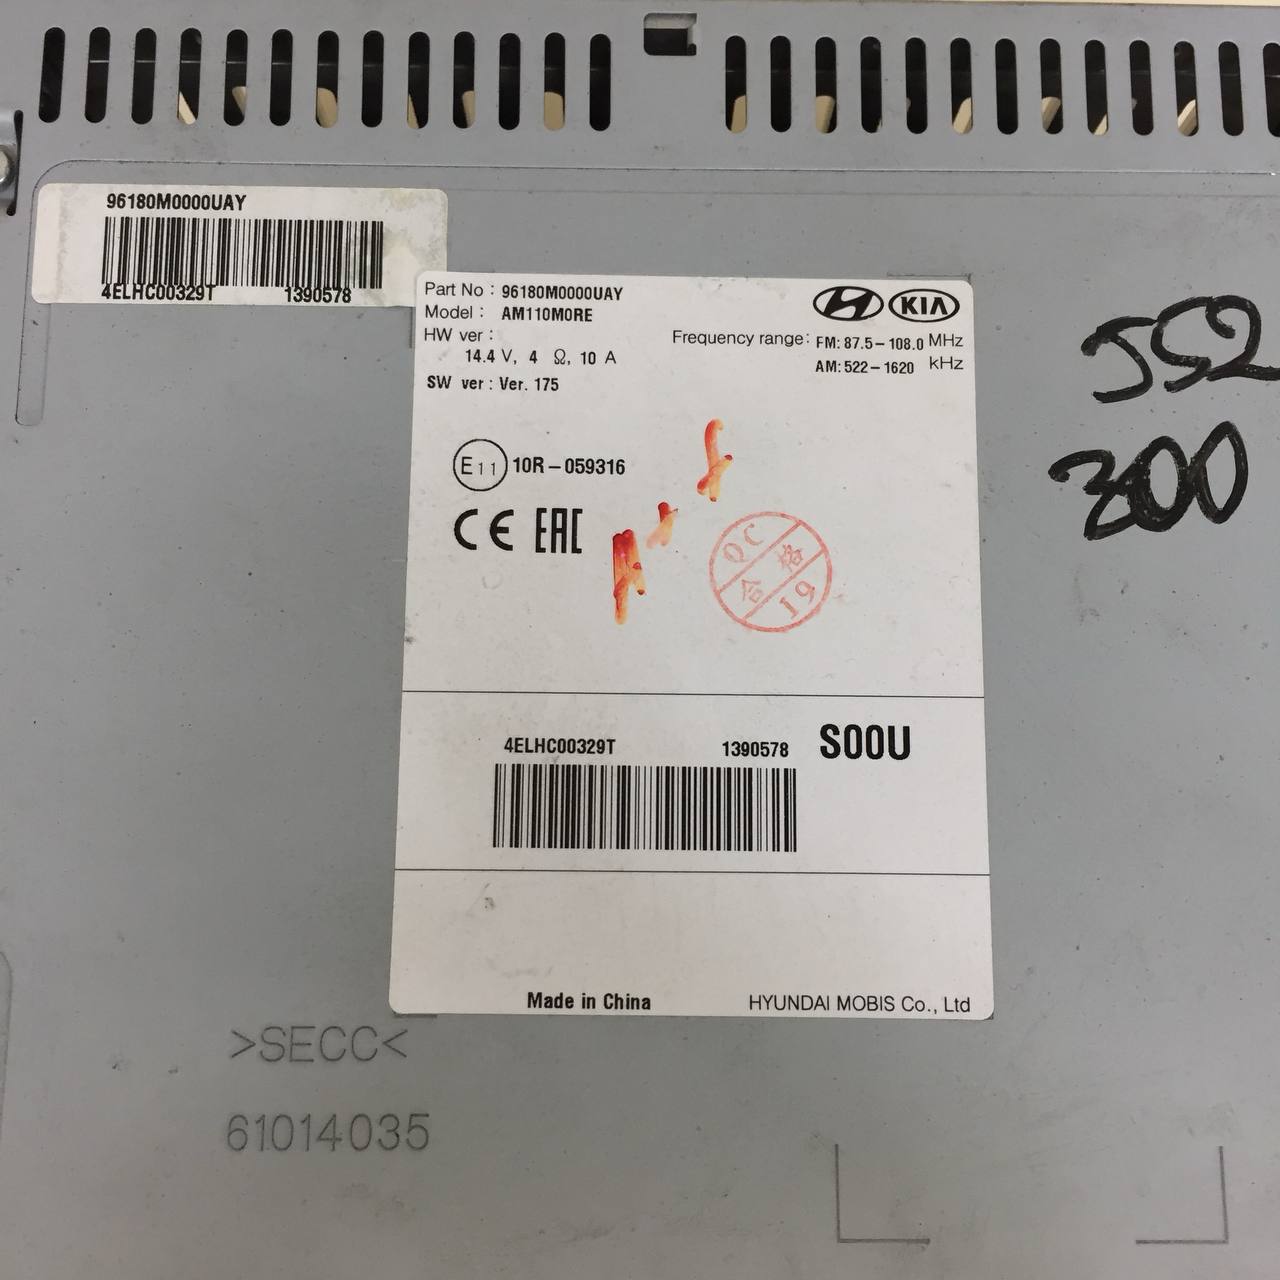 96180M0000UAY
4ELHC00329T 1390578
Part No : 96180M0000UAY
Model : AM110M0RE
HW ver :
14.4 V, 4 Ω, 10 A
SW ver : Ver. 175
KIA
Frequency range: FM: 87.5 – 108.0 MHz
AM: 522 – 1620 kHz
E11 10R – 059316
CE EAC
QC
合格
19
4ELHC00329T 1390578 S00U
Made in China HYUNDAI MOBIS Co., Ltd
>SECC<
61014035
552
300